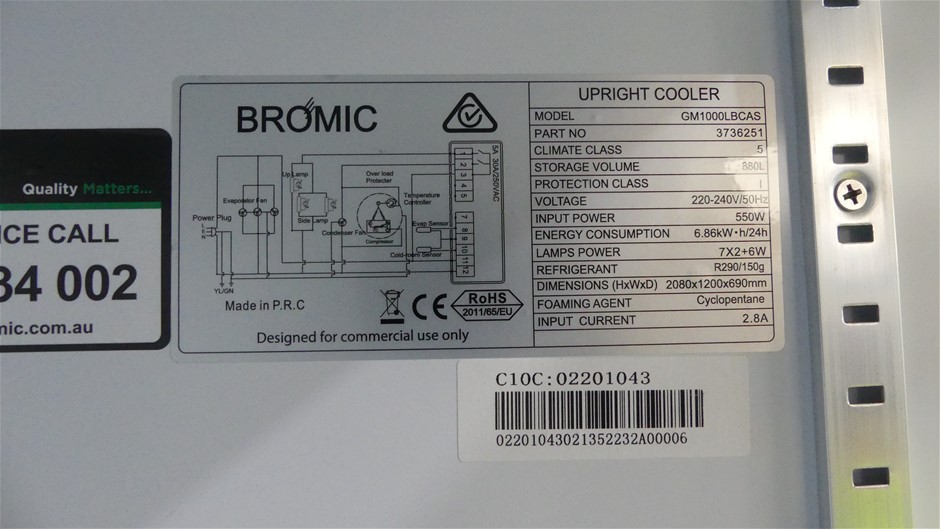 Quality Matters...
ICE CALL
34 002
mic.com.au
BROMIC
Up Lamp
Over load
Protecter
Evaporator Fan
Temperature
Controller
Side Lamp
Power Plug
Condenser Fan
Evap Sensor
Compressor
Cold-room Sensor
YL/GN
5A 30A/250VAC
1
2
3
4
5
7
8
9
10
11
12
Made in P.R.C
CE
RoHS
2011/65/EU
Designed for commercial use only
UPRIGHT COOLER
MODEL GM1000LBCAS
PART NO 3736251
CLIMATE CLASS 5
STORAGE VOLUME 880L
PROTECTION CLASS I
VOLTAGE 220-240V/50Hz
INPUT POWER 550W
ENERGY CONSUMPTION 6.86kW·h/24h
LAMPS POWER 7X2+6W
REFRIGERANT R290/150g
DIMENSIONS (HxWxD) 2080x1200x690mm
FOAMING AGENT Cyclopentane
INPUT CURRENT 2.8A
C10C:02201043
02201043021352232A00006